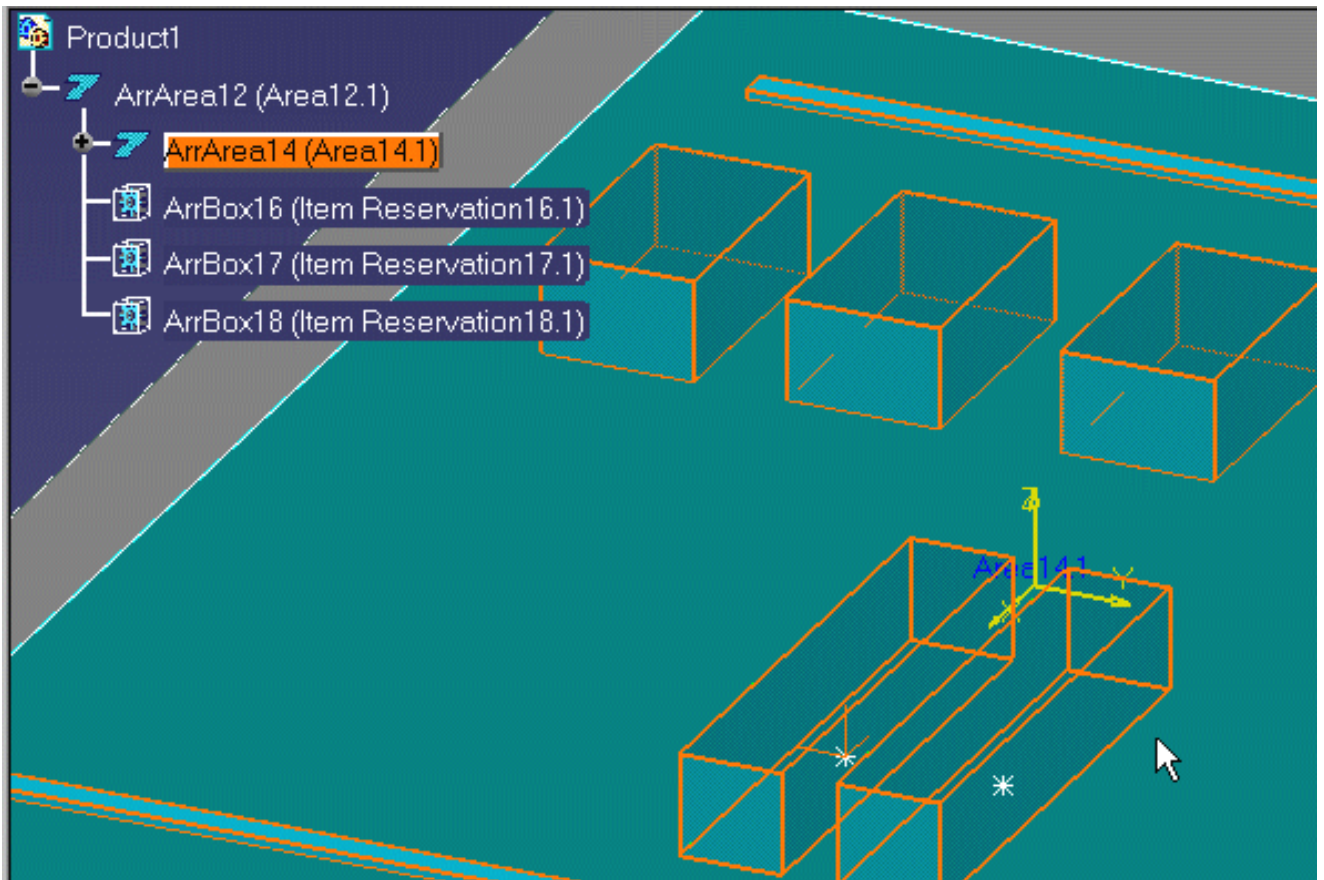 Product1
ArrArea12 (Area12.1)
ArrArea14 (Area14.1)
ArrBox16 (Item Reservation16.1)
ArrBox17 (Item Reservation17.1)
ArrBox18 (Item Reservation18.1)
Z
Area14.1
Y
X